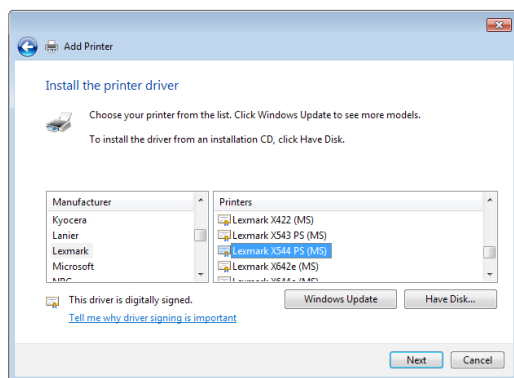 Add Printer
Install the printer driver
Choose your printer from the list. Click Windows Update to see more models.
To install the driver from an installation CD, click Have Disk.
Manufacturer
Kyocera
Lanier
Lexmark
Microsoft
Printers
Lexmark X422 (MS)
Lexmark X543 PS (MS)
Lexmark X544 PS (MS)
Lexmark X642e (MS)
This driver is digitally signed.
Tell me why driver signing is important
Windows Update
Have Disk...
Next
Cancel